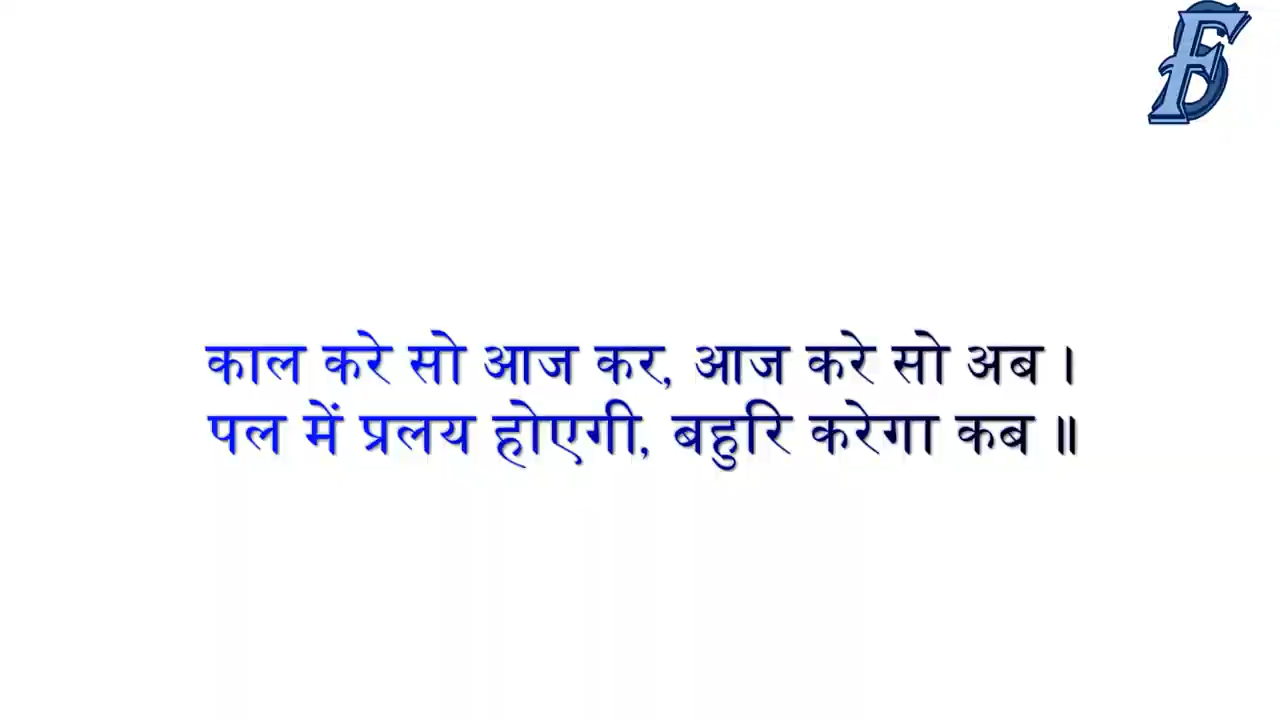 काल करे सो आज कर, आज करे सो अब ।
पल में प्रलय होएगी, बहुरि करेगा कब ॥